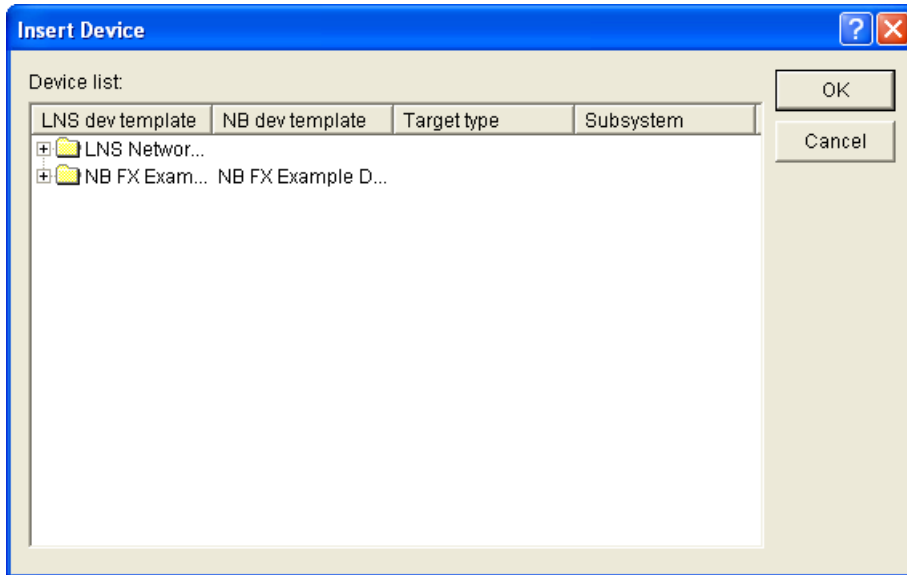 Insert Device
Device list:
OK
LNS dev template NB dev template Target type Subsystem
Cancel
LNS Networ...
NB FX Exam... NB FX Example D...